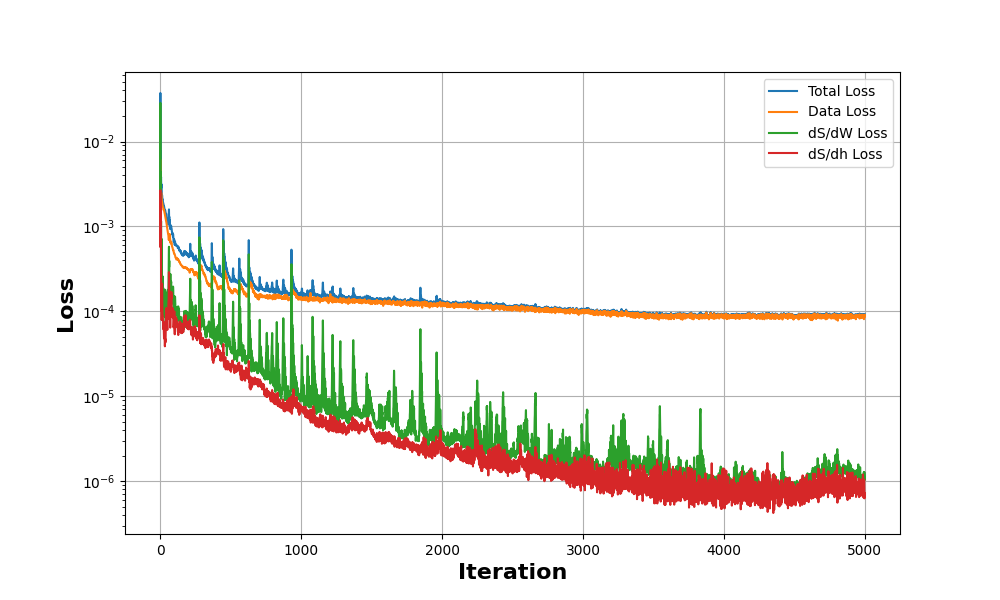 Total Loss
Data Loss
dS/dW Loss
dS/dh Loss
10⁻²
10⁻³
10⁻⁴
10⁻⁵
10⁻⁶
Loss
0 1000 2000 3000 4000 5000
Iteration